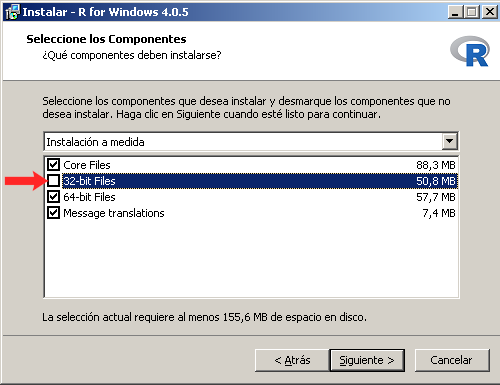 Instalar - R for Windows 4.0.5
Seleccione los Componentes
¿Qué componentes deben instalarse?
R
Seleccione los componentes que desea instalar y desmarque los componentes que no
desea instalar. Haga clic en Siguiente cuando esté listo para continuar.
Instalación a medida
Core Files 88,3 MB
32-bit Files 50,8 MB
64-bit Files 57,7 MB
Message translations 7,4 MB
La selección actual requiere al menos 155,6 MB de espacio en disco.
< Atrás Siguiente > Cancelar